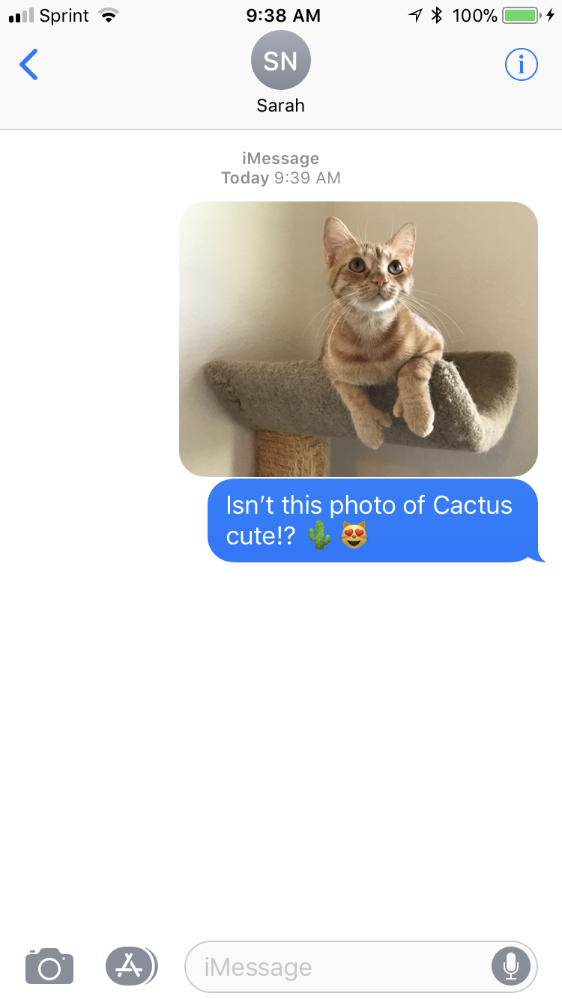 Sprint 9:38 AM 100%
SN
Sarah
iMessage
Today 9:39 AM
Isn’t this photo of Cactus
cute!? 🌵 😻
iMessage